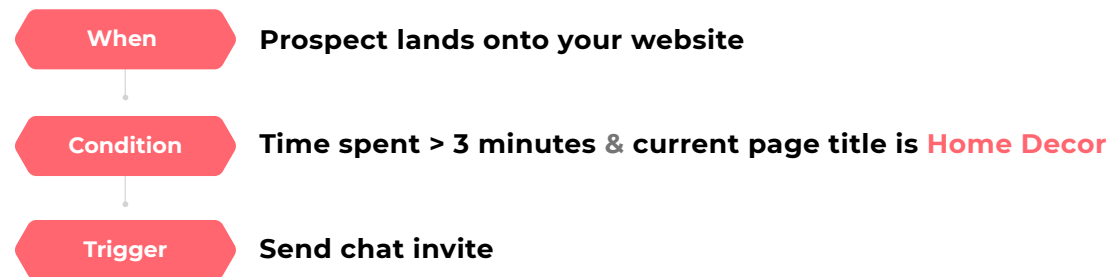 When
Prospect lands onto your website
Condition
Time spent > 3 minutes & current page title is Home Decor
Trigger
Send chat invite